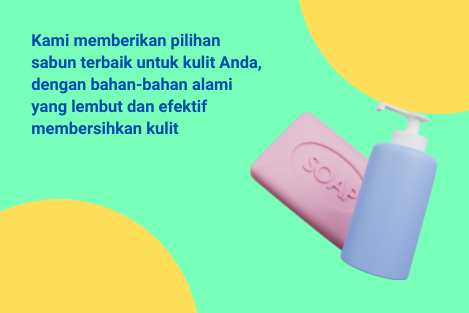 Kami memberikan pilihan
sabun terbaik untuk kulit Anda,
dengan bahan-bahan alami
yang lembut dan efektif
membersihkan kulit
SOAP